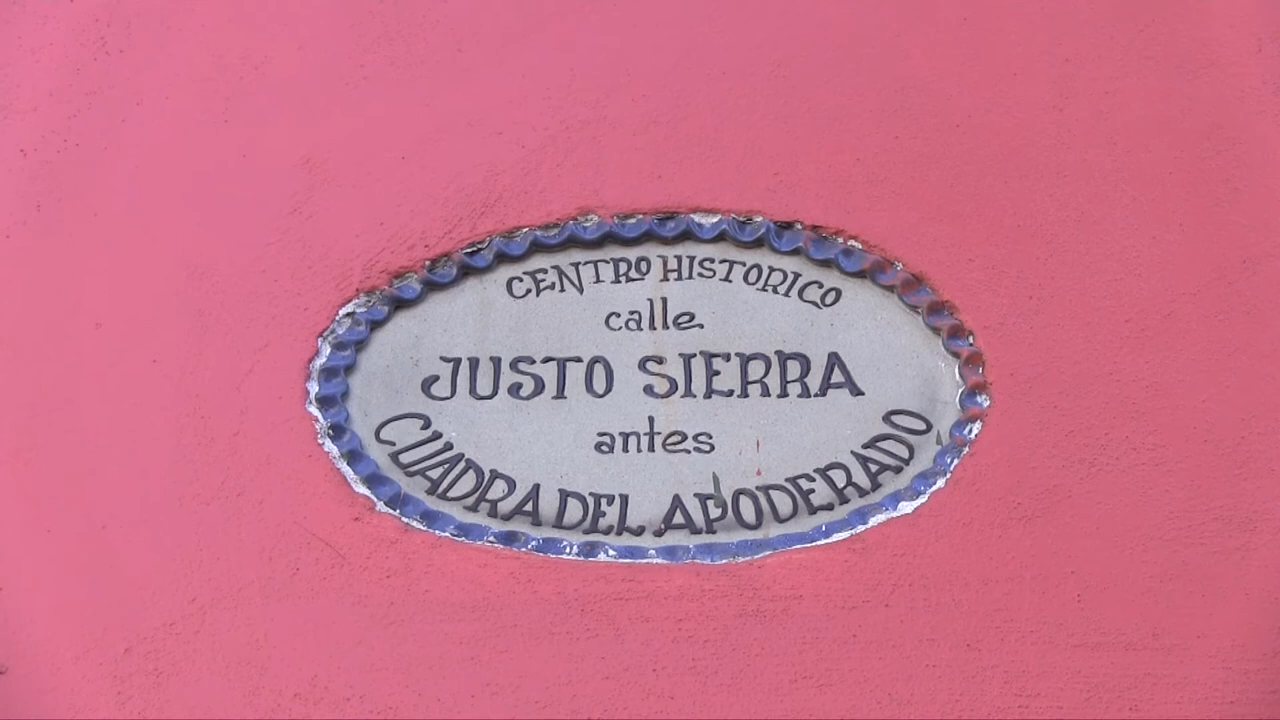 CENTRO HISTORICO
calle
JUSTO SIERRA
antes
CUADRA DEL APODERADO